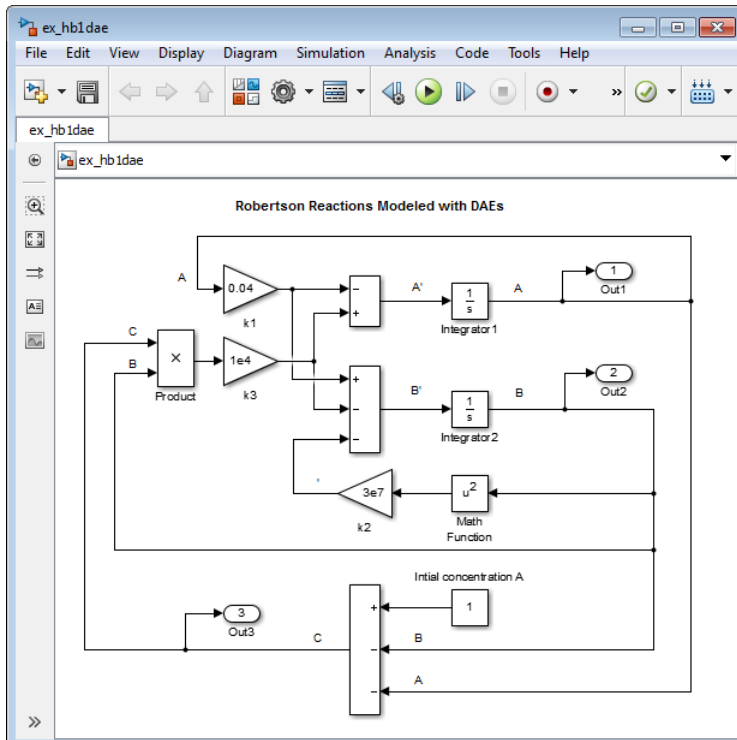 ex_hb1dae
File Edit View Display Diagram Simulation Analysis Code Tools Help
»
ex_hb1dae
ex_hb1dae
Robertson Reactions Modeled with DAEs
A
0.04
k1
−
+
A'
1
s
Integrator1
A
1
Out1
C
B
×
Product
1e4
k3
+
−
−
B'
1
s
Integrator2
B
2
Out2
'
3e7
k2
u²
Math
Function
Intial concentration A
1
+
−
−
B
A
C
3
Out3
»